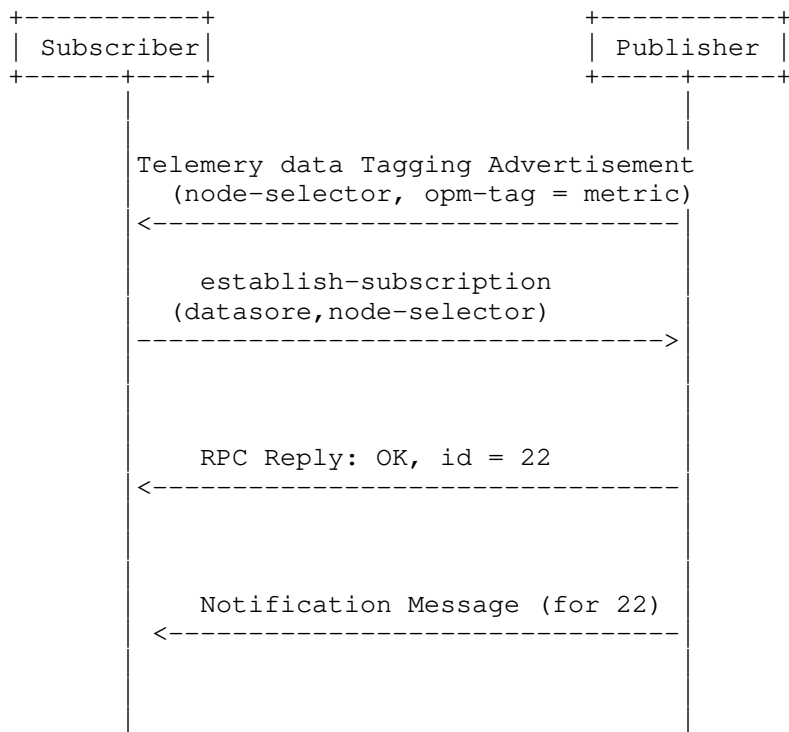 Subscriber Publisher
Telemery data Tagging Advertisement
(node-selector, opm-tag = metric)
establish-subscription
(datasore,node-selector)
RPC Reply: OK, id = 22
Notification Message (for 22)